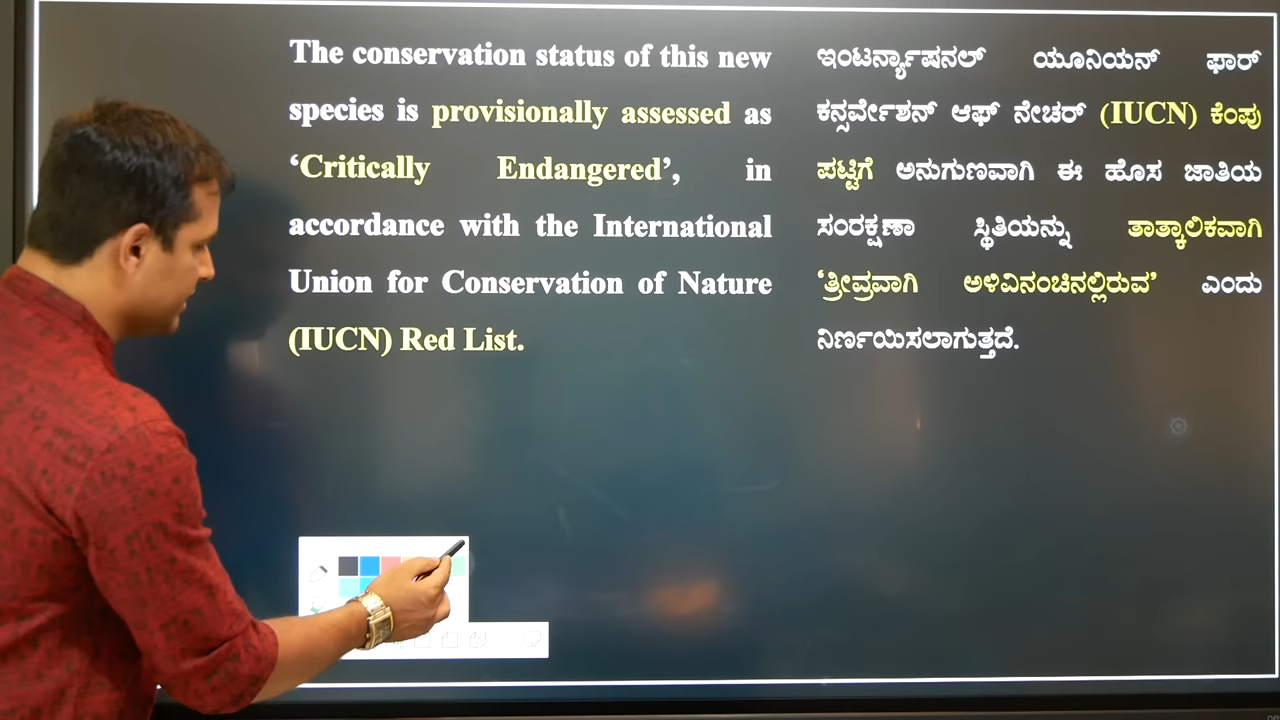 The conservation status of this new
species is provisionally assessed as
‘Critically Endangered’, in
accordance with the International
Union for Conservation of Nature
(IUCN) Red List.
ಇಂಟರ್ನ್ಯಾಷನಲ್ ಯೂನಿಯನ್ ಫಾರ್
ಕನ್ಸರ್ವೇಶನ್ ಆಫ್ ನೇಚರ್ (IUCN) ಕೆಂಪು
ಪಟ್ಟಿಗೆ ಅನುಗುಣವಾಗಿ ಈ ಹೊಸ ಜಾತಿಯ
ಸಂರಕ್ಷಣಾ ಸ್ಥಿತಿಯನ್ನು ತಾತ್ಕಾಲಿಕವಾಗಿ
‘ತ್ರೀವ್ರವಾಗಿ ಅಳಿವಿನಂಚಿನಲ್ಲಿರುವ’ ಎಂದು
ನಿರ್ಣಯಿಸಲಾಗುತ್ತದೆ.